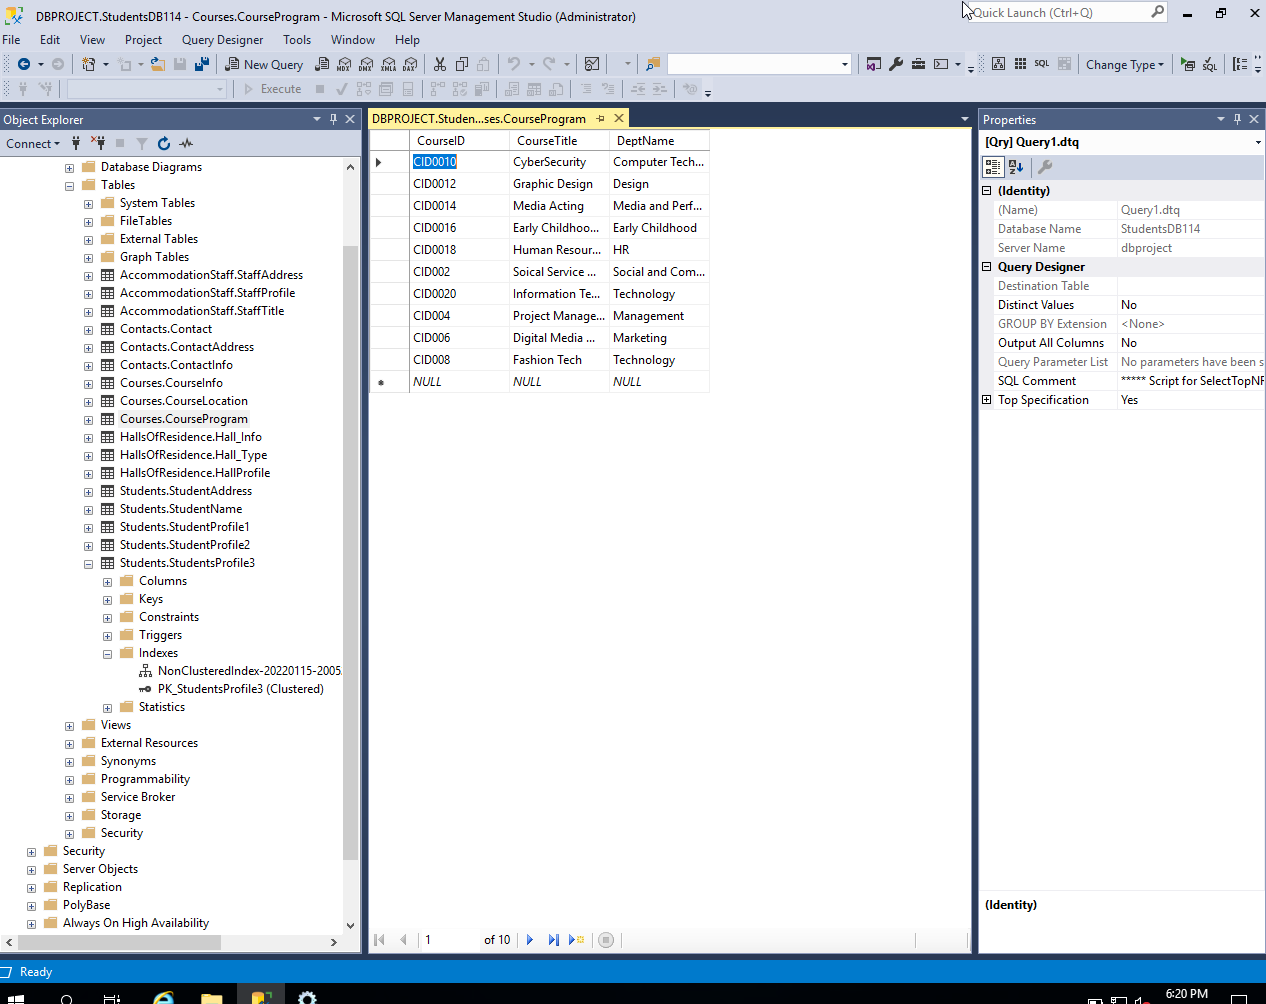 DBPROJECT.StudentsDB114 - Courses.CourseProgram - Microsoft SQL Server Management Studio (Administrator)
Quick Launch (Ctrl+Q)
File Edit View Project Query Designer Tools Window Help
New Query
MDX DMX XMLA DAX
SQL
Change Type
SQL
Execute
Object Explorer
Connect
Database Diagrams
Tables
System Tables
FileTables
External Tables
Graph Tables
AccommodationStaff.StaffAddress
AccommodationStaff.StaffProfile
AccommodationStaff.StaffTitle
Contacts.Contact
Contacts.ContactAddress
Contacts.ContactInfo
Courses.CourseInfo
Courses.CourseLocation
Courses.CourseProgram
HallsOfResidence.Hall_Info
HallsOfResidence.Hall_Type
HallsOfResidence.HallProfile
Students.StudentAddress
Students.StudentName
Students.StudentProfile1
Students.StudentProfile2
Students.StudentsProfile3
Columns
Keys
Constraints
Triggers
Indexes
NonClusteredIndex-20220115-2005
PK_StudentsProfile3 (Clustered)
Statistics
Views
External Resources
Synonyms
Programmability
Service Broker
Storage
Security
Security
Server Objects
Replication
PolyBase
Always On High Availability
DBPROJECT.Studen...ses.CourseProgram
CourseID CourseTitle DeptName
CID0010 CyberSecurity Computer Tech...
CID0012 Graphic Design Design
CID0014 Media Acting Media and Perf...
CID0016 Early Childhoo... Early Childhood
CID0018 Human Resour... HR
CID002 Soical Service ... Social and Com...
CID0020 Information Te... Technology
CID004 Project Manage... Management
CID006 Digital Media ... Marketing
CID008 Fashion Tech Technology
NULL NULL NULL
1 of 10
Properties
[Qry] Query1.dtq
(Identity)
(Name) Query1.dtq
Database Name StudentsDB114
Server Name dbproject
Query Designer
Destination Table
Distinct Values No
GROUP BY Extension <None>
Output All Columns No
Query Parameter List No parameters have been s
SQL Comment ***** Script for SelectTopNR
Top Specification Yes
(Identity)
Ready
6:20 PM